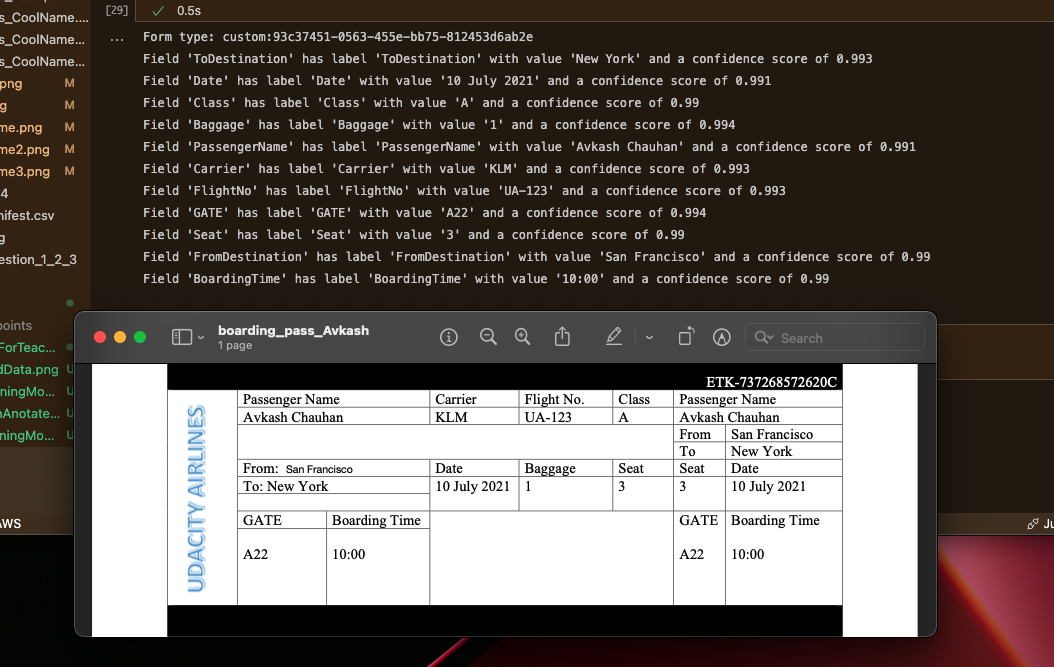 s_CoolName....
[29] ✓ 0.5s
s_CoolName...
s_CoolName...
png M
g M
me.png M
me2.png M
me3.png M
4
nifest.csv
g
estion_1_2_3
points
ForTeac...
dData.png U
ningMo... U
nAnotate... U
ningMo... U
AWS
... Form type: custom:93c37451-0563-455e-bb75-812453d6ab2e
Field 'ToDestination' has label 'ToDestination' with value 'New York' and a confidence score of 0.993
Field 'Date' has label 'Date' with value '10 July 2021' and a confidence score of 0.991
Field 'Class' has label 'Class' with value 'A' and a confidence score of 0.99
Field 'Baggage' has label 'Baggage' with value '1' and a confidence score of 0.994
Field 'PassengerName' has label 'PassengerName' with value 'Avkash Chauhan' and a confidence score of 0.991
Field 'Carrier' has label 'Carrier' with value 'KLM' and a confidence score of 0.993
Field 'FlightNo' has label 'FlightNo' with value 'UA-123' and a confidence score of 0.993
Field 'GATE' has label 'GATE' with value 'A22' and a confidence score of 0.994
Field 'Seat' has label 'Seat' with value '3' and a confidence score of 0.99
Field 'FromDestination' has label 'FromDestination' with value 'San Francisco' and a confidence score of 0.99
Field 'BoardingTime' has label 'BoardingTime' with value '10:00' and a confidence score of 0.99
boarding_pass_Avkash
1 page
Search
ETK-737268572620C
UDACITY AIRLINES
Passenger Name Carrier Flight No. Class Passenger Name
Avkash Chauhan KLM UA-123 A Avkash Chauhan
From San Francisco
To New York
From: San Francisco Date Baggage Seat Seat Date
To: New York 10 July 2021 1 3 3 10 July 2021
GATE Boarding Time GATE Boarding Time
A22 10:00 A22 10:00
Ju